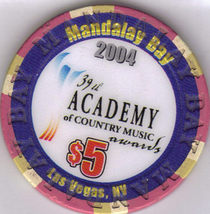 Mandalay Bay
2004
39th
ACADEMY
of COUNTRY MUSIC
awards
$5
Las Vegas, NV